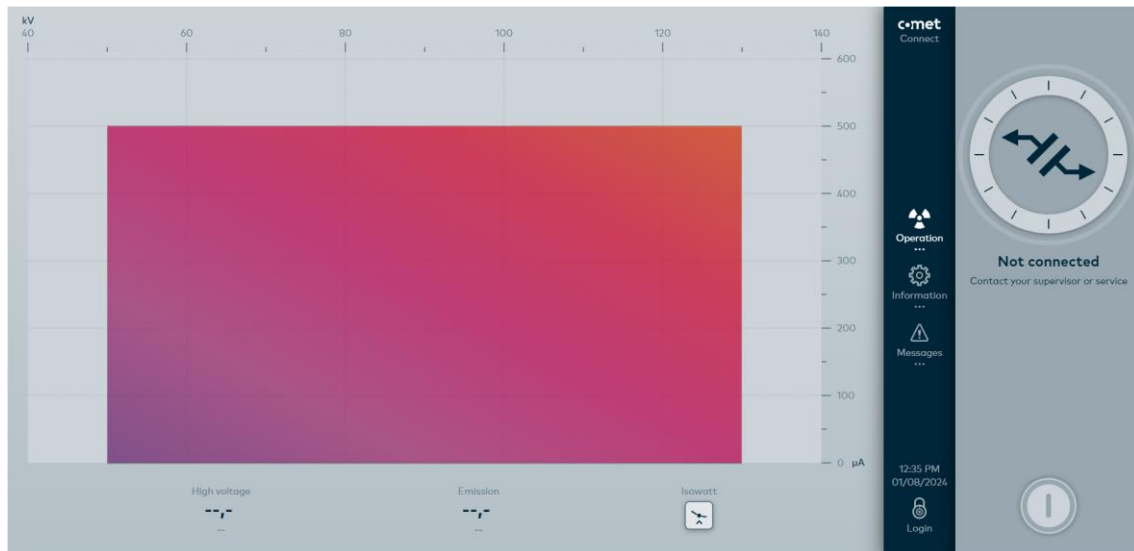 kV
40 60 80 100 120 140
600
500
400
300
200
100
0 µA
High voltage
--,-
--
Emission
--,-
--
Isowatt
comet
Connect
Operation
...
Information
...
Messages
...
12:35 PM
01/08/2024
Login
Not connected
Contact your supervisor or service